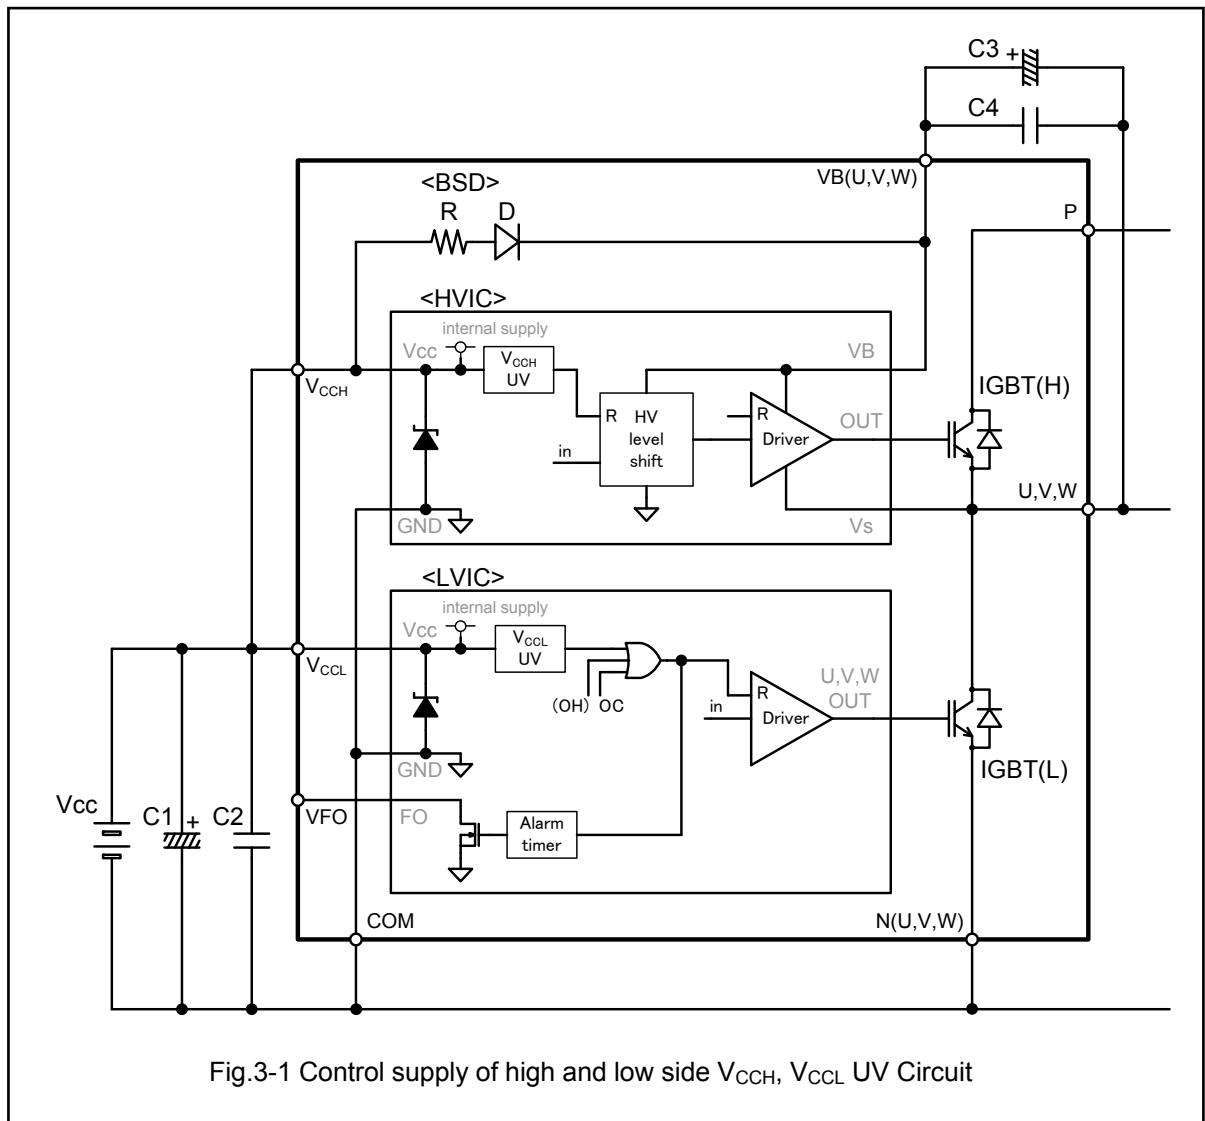 C3 +
C4
VB(U,V,W)
<BSD>
R D
P
<HVIC>
internal supply
Vcc
VCCH
UV
VB
VCCH
IGBT(H)
R HV
level
shift
in
R
Driver
OUT
U,V,W
GND
Vs
<LVIC>
internal supply
Vcc
VCCL
UV
VCCL
(OH) OC
U,V,W
OUT
R
in
Driver
GND
IGBT(L)
Vcc
C1 +
C2
VFO
FO
Alarm
timer
COM
N(U,V,W)
Fig.3-1 Control supply of high and low side VCCH, VCCL UV Circuit